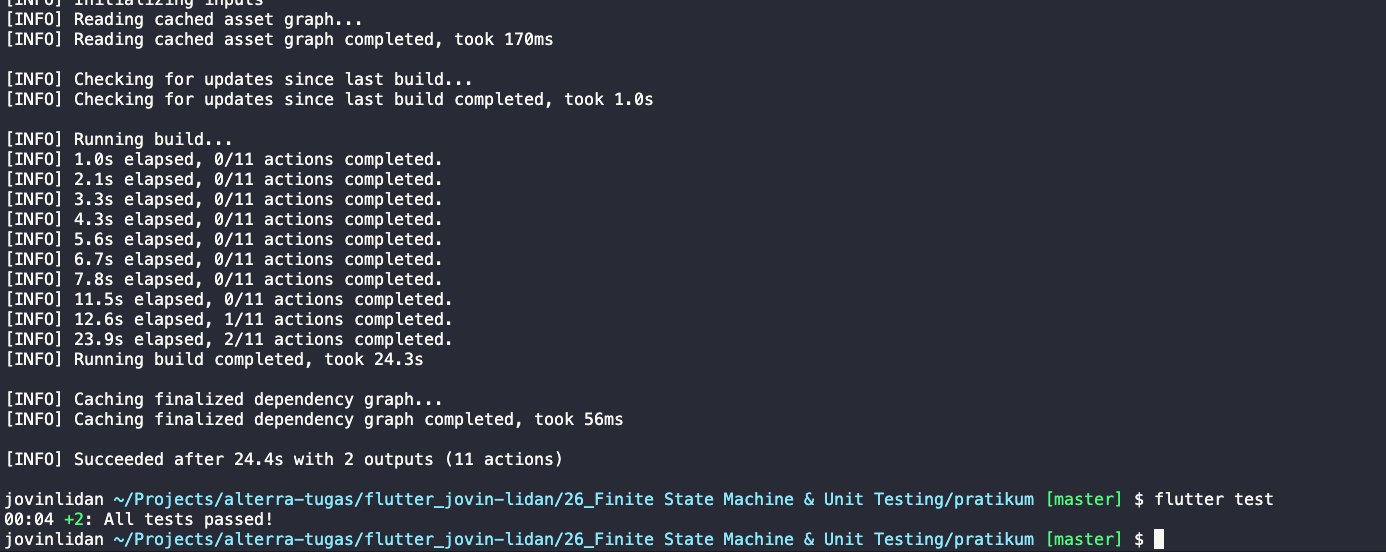 [INFO] Initializing inputs
[INFO] Reading cached asset graph...
[INFO] Reading cached asset graph completed, took 170ms
[INFO] Checking for updates since last build...
[INFO] Checking for updates since last build completed, took 1.0s
[INFO] Running build...
[INFO] 1.0s elapsed, 0/11 actions completed.
[INFO] 2.1s elapsed, 0/11 actions completed.
[INFO] 3.3s elapsed, 0/11 actions completed.
[INFO] 4.3s elapsed, 0/11 actions completed.
[INFO] 5.6s elapsed, 0/11 actions completed.
[INFO] 6.7s elapsed, 0/11 actions completed.
[INFO] 7.8s elapsed, 0/11 actions completed.
[INFO] 11.5s elapsed, 0/11 actions completed.
[INFO] 12.6s elapsed, 1/11 actions completed.
[INFO] 23.9s elapsed, 2/11 actions completed.
[INFO] Running build completed, took 24.3s
[INFO] Caching finalized dependency graph...
[INFO] Caching finalized dependency graph completed, took 56ms
[INFO] Succeeded after 24.4s with 2 outputs (11 actions)
jovinlidan ~/Projects/alterra-tugas/flutter_jovin-lidan/26_Finite State Machine & Unit Testing/pratikum [master] $ flutter test
00:04 +2: All tests passed!
jovinlidan ~/Projects/alterra-tugas/flutter_jovin-lidan/26_Finite State Machine & Unit Testing/pratikum [master] $